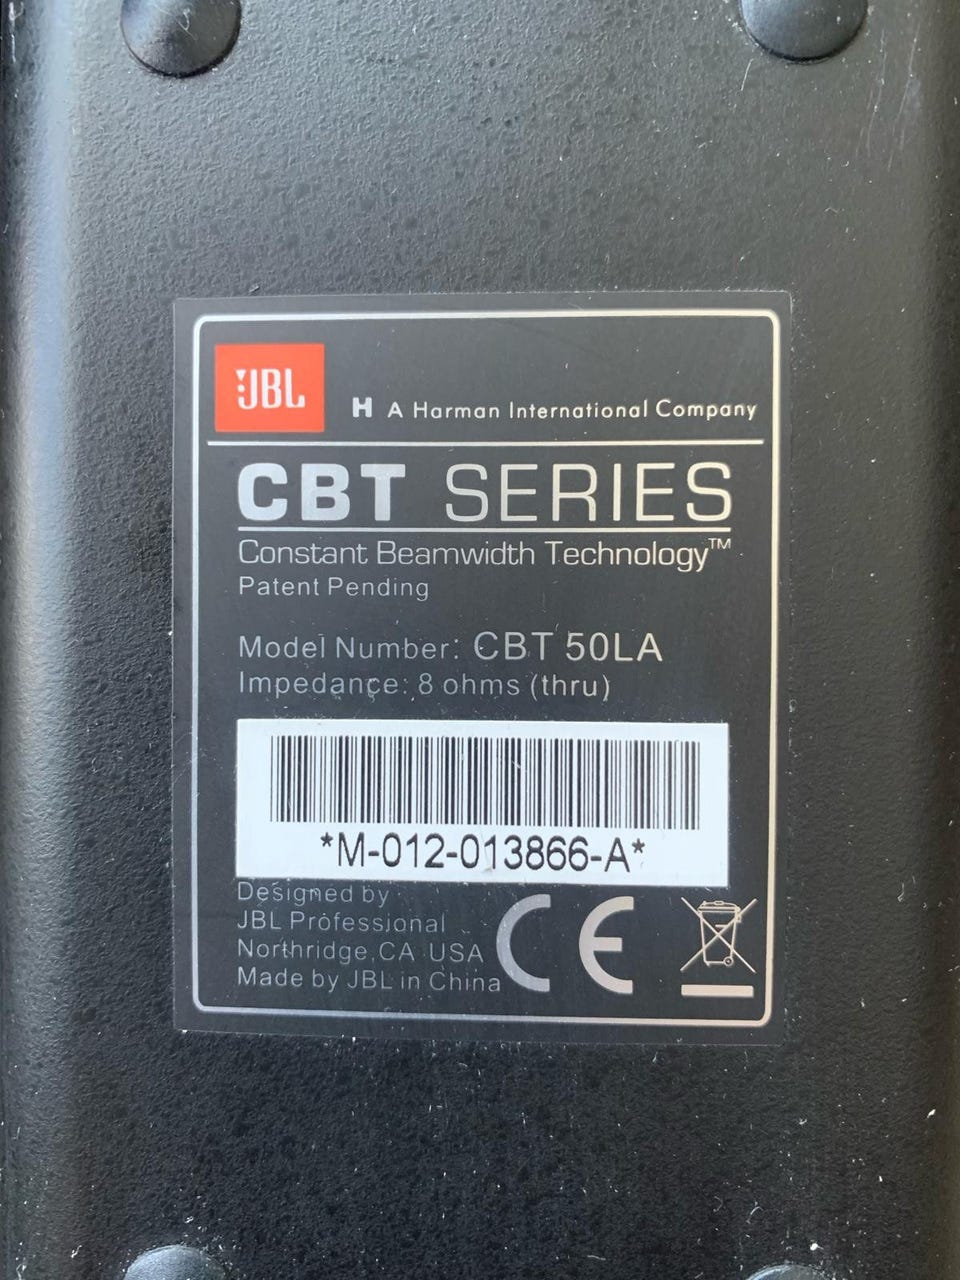 JBL
H A Harman International Company
CBT SERIES
Constant Beamwidth Technology™
Patent Pending
Model Number: CBT 50LA
Impedance: 8 ohms (thru)
*M-012-013866-A*
Designed by
JBL Professional
Northridge, CA USA
Made by JBL in China
CE